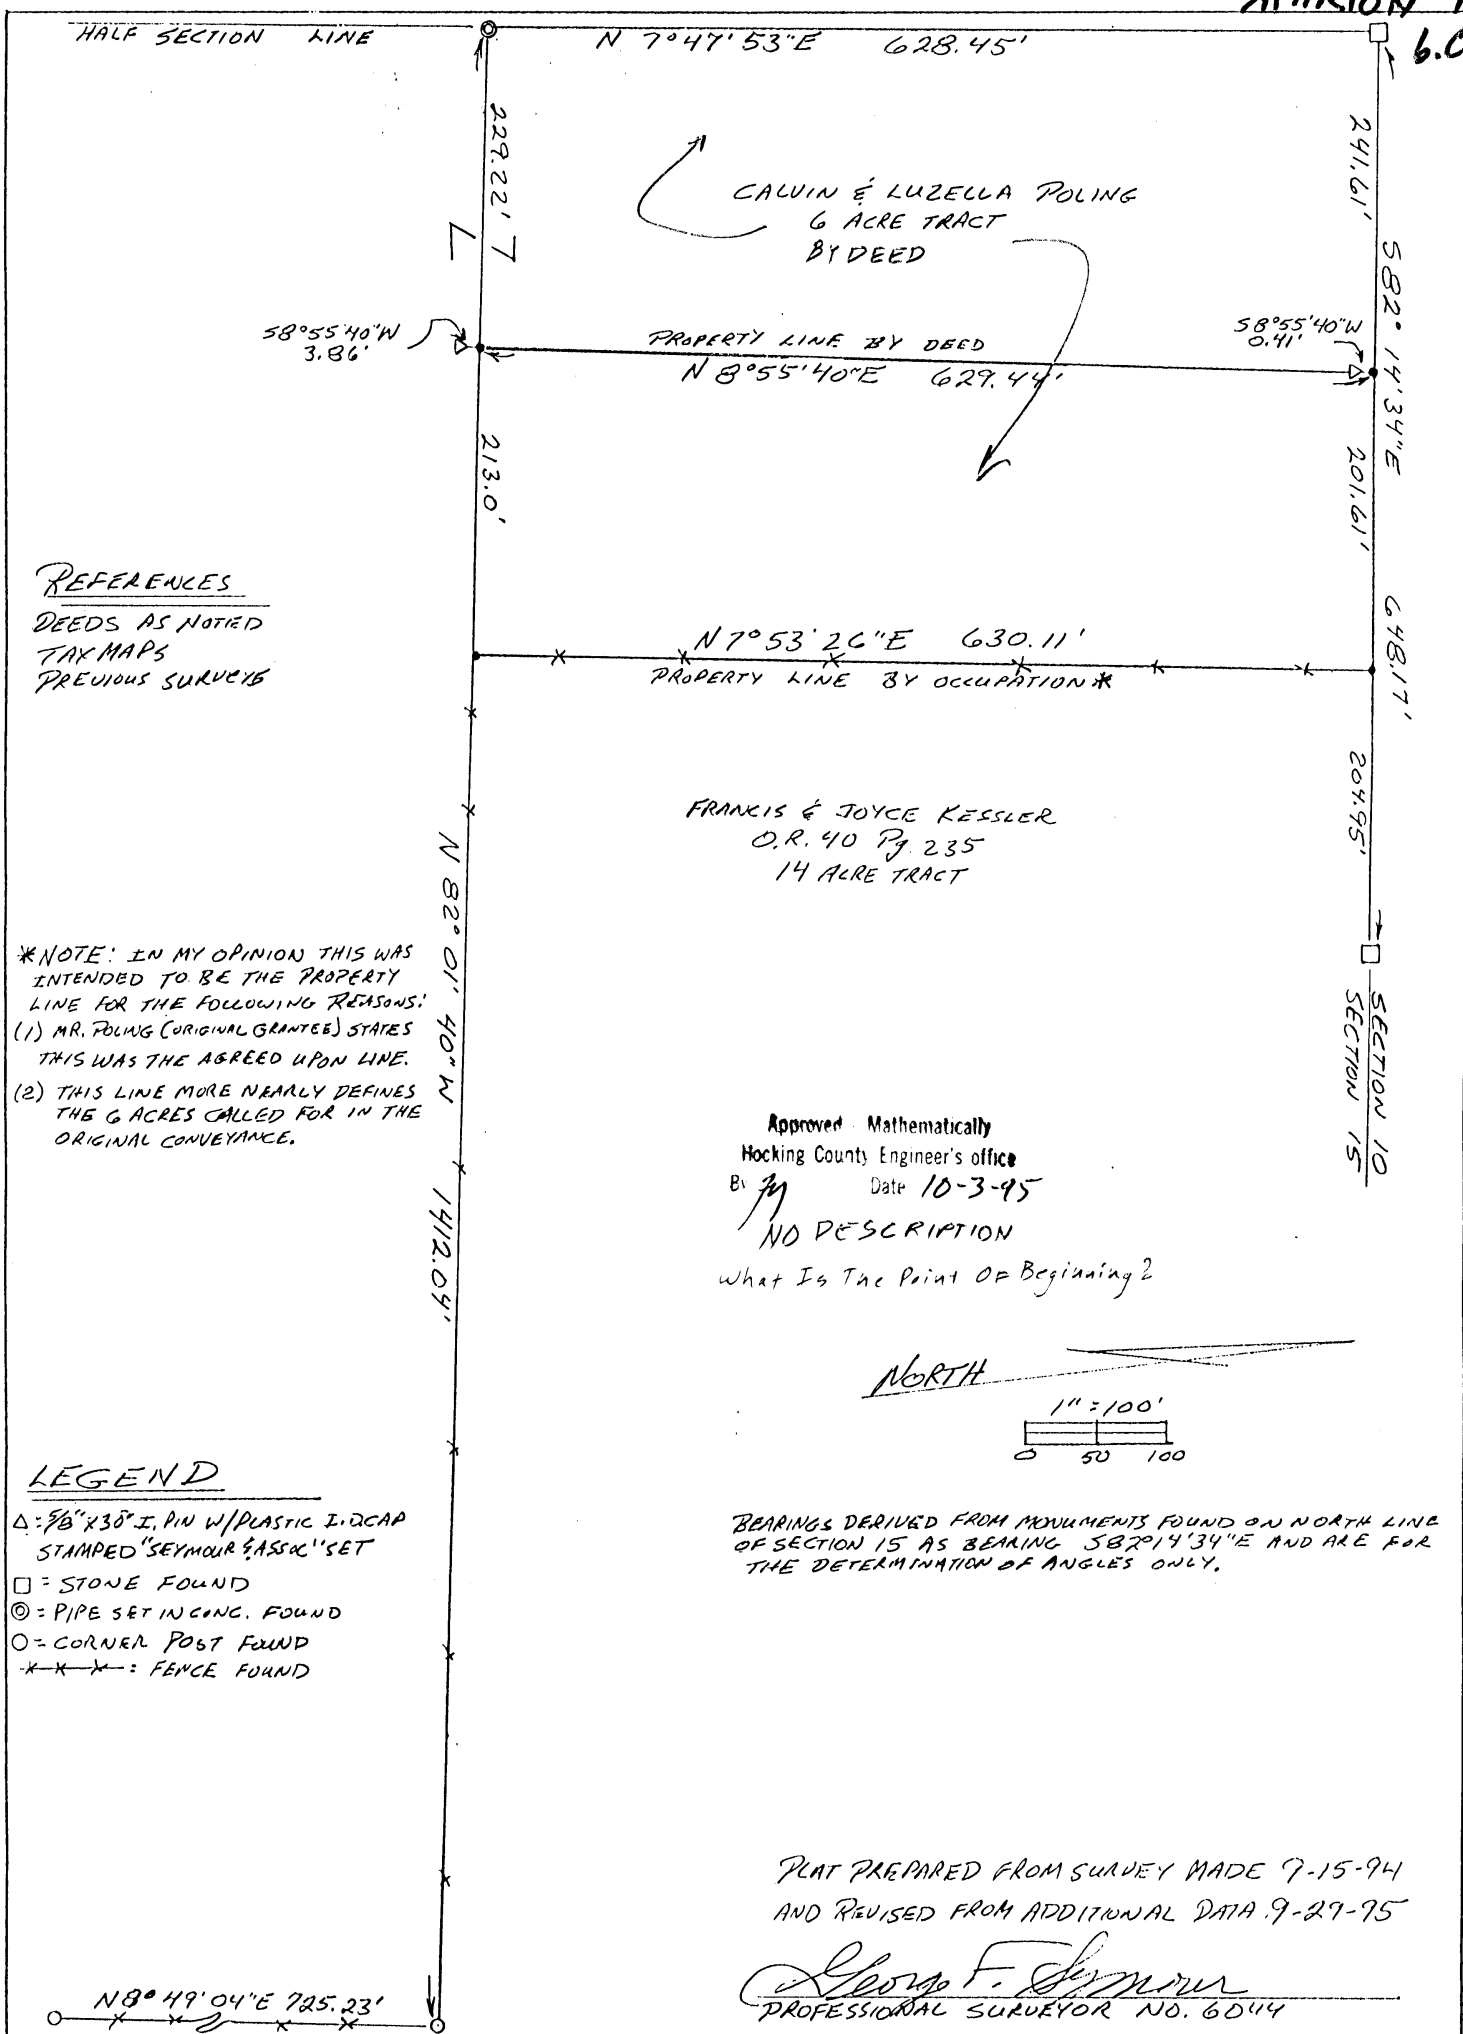 HALF SECTION LINE
N 7°47'53"E 628.45'
6.C
229.22'
241.61'
CALVIN & LUZELLA POLING
6 ACRE TRACT
BY DEED
S8°55'40"W
3.86'
PROPERTY LINE BY DEED
N 8°55'40"E 629.44'
S8°55'40"W
0.41'
S 82° 14' 34" E 648.17'
213.0'
201.61'
REFERENCES
DEEDS AS NOTED
TAX MAPS
PREVIOUS SURVEYS
N 7° 53' 26"E 630.11'
PROPERTY LINE BY OCCUPATION*
204.95'
FRANCIS & JOYCE KESSLER
O.R. 40 Pg. 235
14 ACRE TRACT
N 82° 01' 40" W 1412.04'
*NOTE: IN MY OPINION THIS WAS
INTENDED TO BE THE PROPERTY
LINE FOR THE FOLLOWING REASONS:
(1) MR. POLING (ORIGINAL GRANTEE) STATES
THIS WAS THE AGREED UPON LINE.
(2) THIS LINE MORE NEARLY DEFINES
THE 6 ACRES CALLED FOR IN THE
ORIGINAL CONVEYANCE.
SECTION 10
SECTION 15
Approved Mathematically
Hocking County Engineer's office
By Date 10-3-95
NO DESCRIPTION
What Is The Point Of Beginning?
NORTH
1"=100'
0 50 100
LEGEND
△ : 5/8"X30" I. PIN W/PLASTIC I.D.CAP
STAMPED "SEYMOUR & ASSOC" SET
□ = STONE FOUND
◎ = PIPE SET IN CONC. FOUND
O = CORNER POST FOUND
-x-x-x- : FENCE FOUND
BEARINGS DERIVED FROM MONUMENTS FOUND ON NORTH LINE
OF SECTION 15 AS BEARING S82°14'34"E AND ARE FOR
THE DETERMINATION OF ANGLES ONLY.
PLAT PREPARED FROM SURVEY MADE 7-15-94
AND REVISED FROM ADDITIONAL DATA 9-29-95
George F. Seymour
PROFESSIONAL SURVEYOR NO. 6044
N 8° 49' 04"E 725.23'